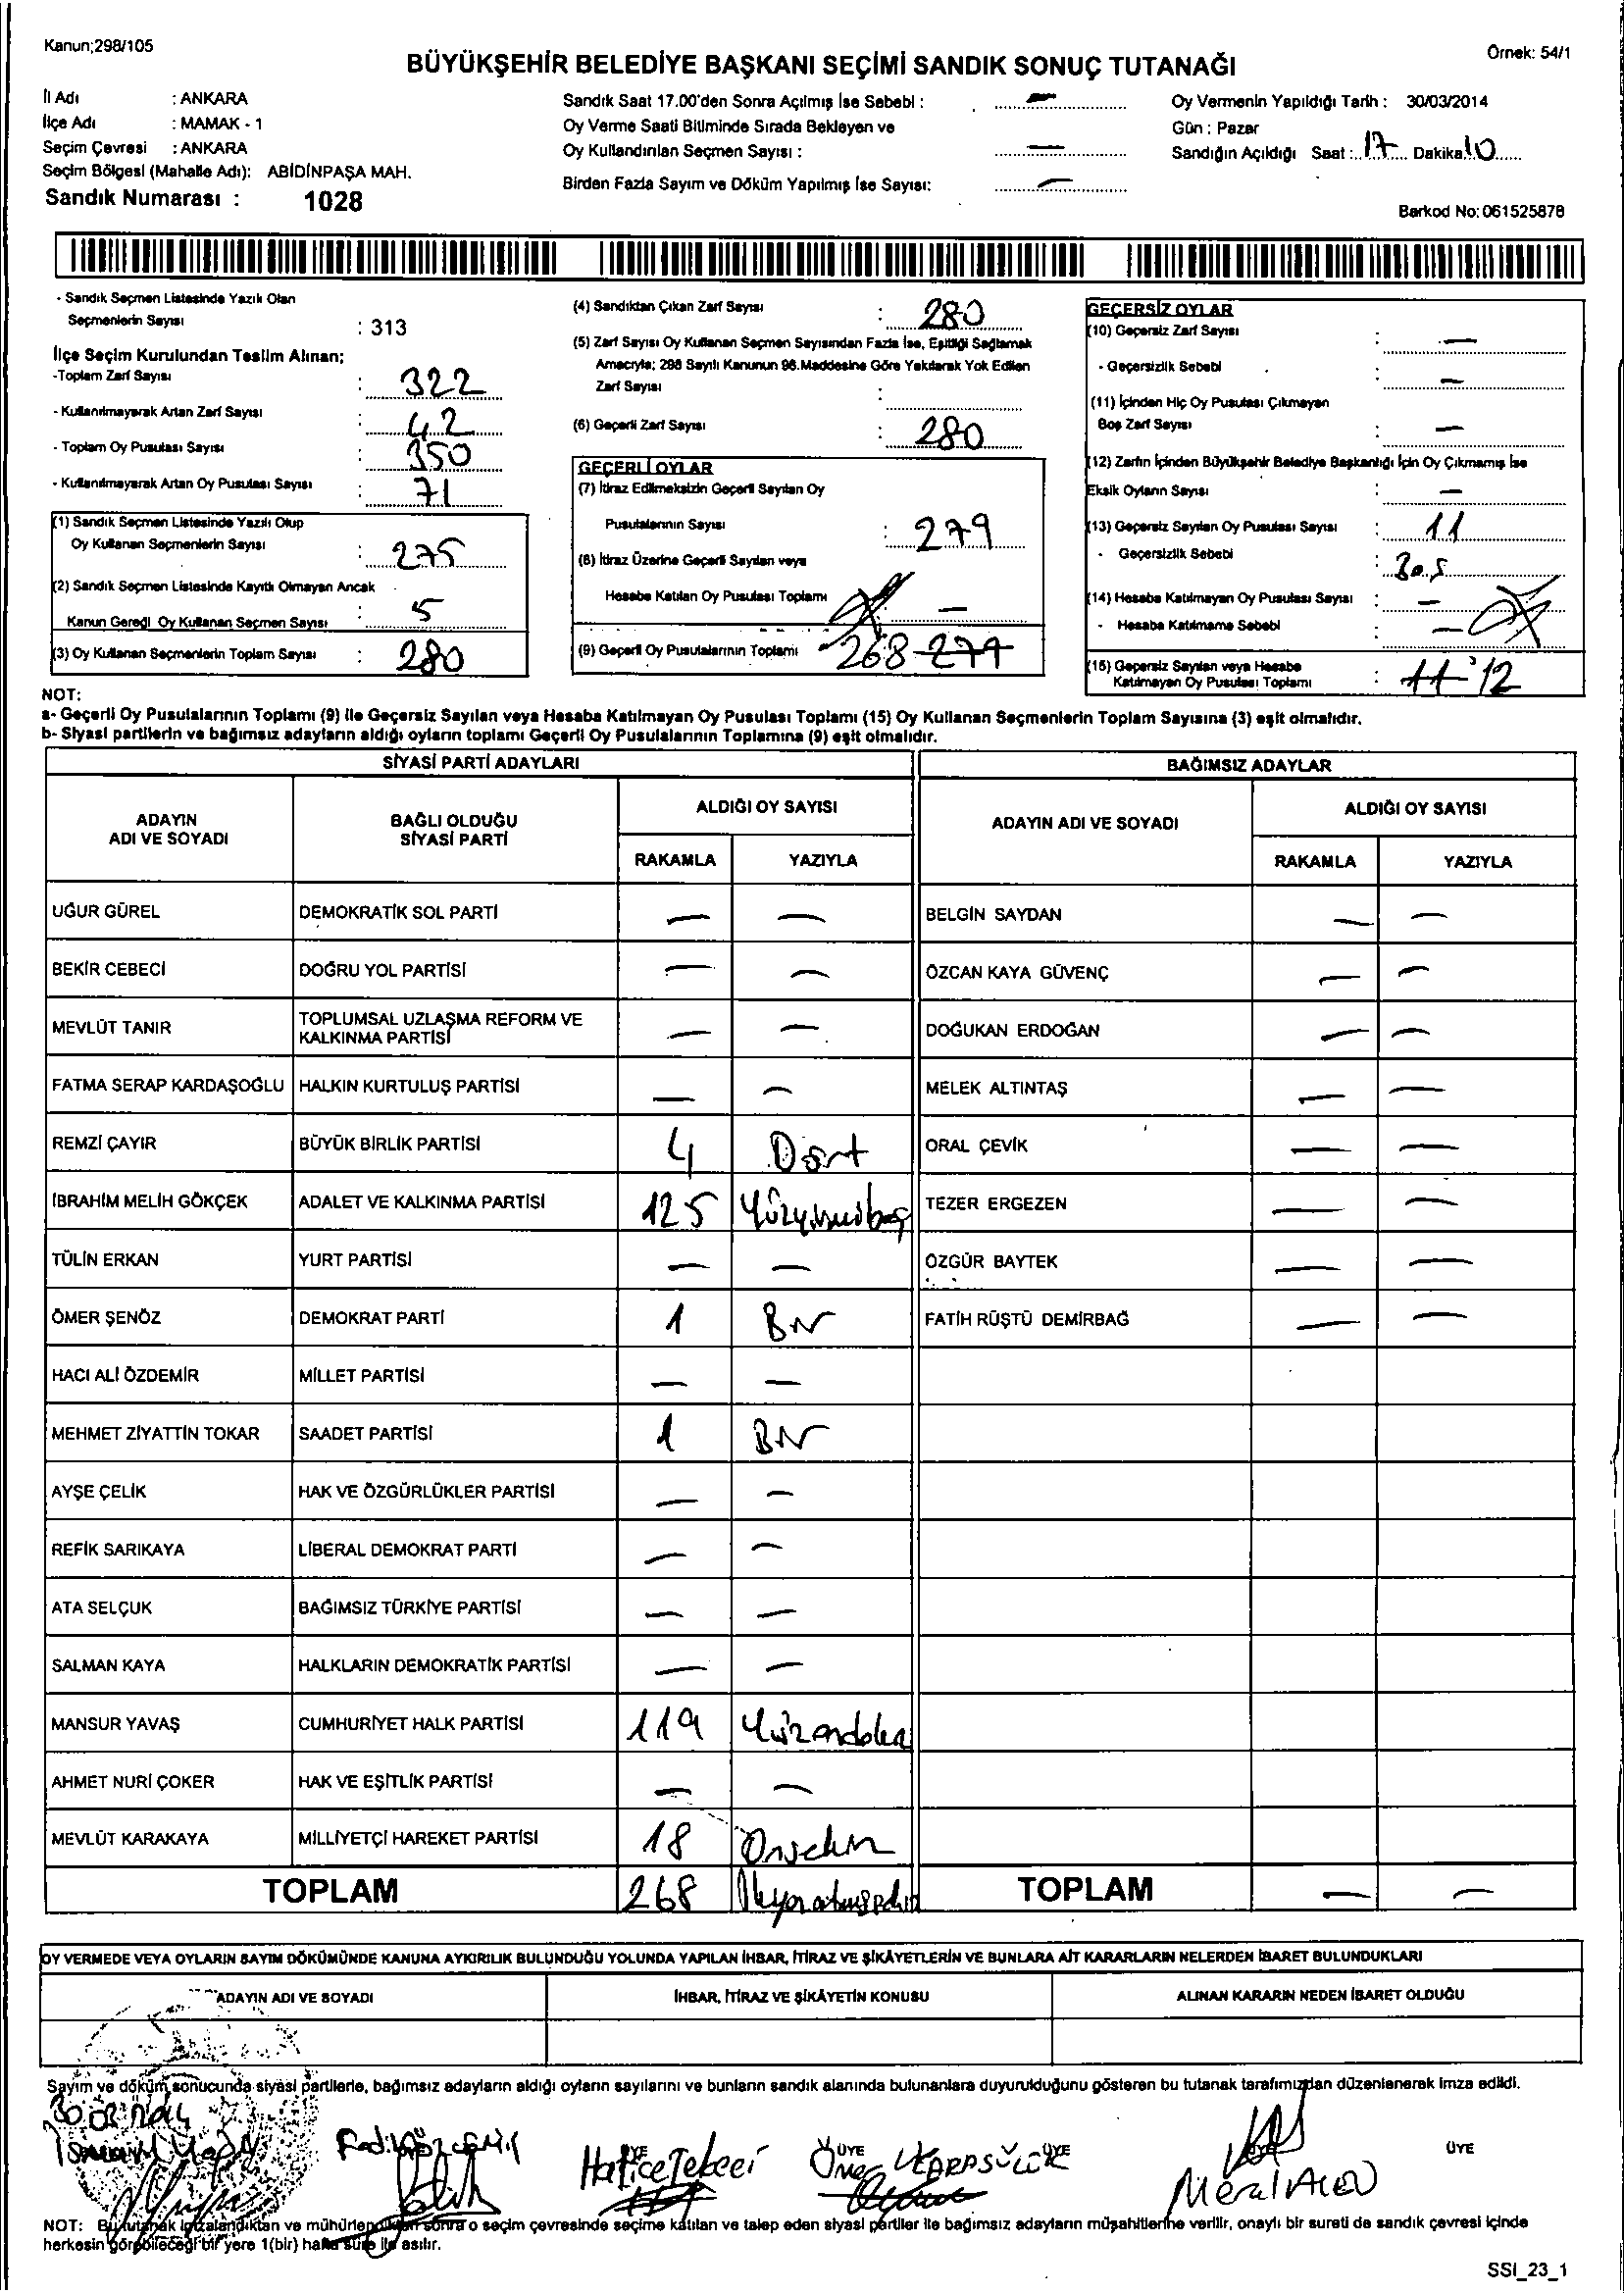 Kanun;298/105
Örnek: 54/1
BÜYÜKŞEHİR BELEDİYE BAŞKANI SEÇİMİ SANDIK SONUÇ TUTANAĞI
İl Adı : ANKARA
İlçe Adı : MAMAK - 1
Seçim Çevresi : ANKARA
Seçim Bölgesi (Mahalle Adı): ABİDİNPAŞA MAH.
Sandık Numarası : 1028
Sandık Saat 17.00'den Sonra Açılmış İse Sebebi : —
Oy Verme Saati Bitiminde Sırada Bekleyen ve
Oy Kullandırılan Seçmen Sayısı : —
Birden Fazla Sayım ve Döküm Yapılmış İse Sayısı: —
Oy Vermenin Yapıldığı Tarih : 30/03/2014
Gün : Pazar
Sandığın Açıldığı Saat : 17 Dakika: 10
Barkod No: 061525878
- Sandık Seçmen Listesinde Yazılı Olan
Seçmenlerin Sayısı : 313
İlçe Seçim Kurulundan Teslim Alınan;
-Toplam Zarf Sayısı : 322
- Kullanılmayarak Artan Zarf Sayısı : 42
- Toplam Oy Pusulası Sayısı : 350
- Kullanılmayarak Artan Oy Pusulası Sayısı : 71
(1) Sandık Seçmen Listesinde Yazılı Olup
Oy Kullanan Seçmenlerin Sayısı : 275
(2) Sandık Seçmen Listesinde Kayıtlı Olmayan Ancak
Kanun Gereği Oy Kullanan Seçmen Sayısı : 5
(3) Oy Kullanan Seçmenlerin Toplam Sayısı : 280
(4) Sandıktan Çıkan Zarf Sayısı : 280
(5) Zarf Sayısı Oy Kullanan Seçmen Sayısından Fazla İse, Eşitliği Sağlamak
Amacıyla; 298 Sayılı Kanunun 98.Maddesine Göre Yakılarak Yok Edilen
Zarf Sayısı :
(6) Geçerli Zarf Sayısı : 280
GEÇERLİ OYLAR
(7) İtiraz Edilmeksizin Geçerli Sayılan Oy
Pusulalarının Sayısı : 279
(8) İtiraz Üzerine Geçerli Sayılan veya
Hesaba Katılan Oy Pusulası Toplamı : —
(9) Geçerli Oy Pusulalarının Toplamı 268 279
GEÇERSİZ OYLAR
(10) Geçersiz Zarf Sayısı : —
- Geçersizlik Sebebi : —
(11) İçinden Hiç Oy Pusulası Çıkmayan
Boş Zarf Sayısı : —
(12) Zarfın İçinden Büyükşehir Belediye Başkanlığı İçin Oy Çıkmamış İse
Eksik Oyların Sayısı : —
(13) Geçersiz Sayılan Oy Pusulası Sayısı : 11
- Geçersizlik Sebebi : Boş
(14) Hesaba Katılmayan Oy Pusulası Sayısı : —
- Hesaba Katılmama Sebebi : —
(15) Geçersiz Sayılan veya Hesaba
Katılmayan Oy Pusulası Toplamı : 11 12
NOT:
a- Geçerli Oy Pusulalarının Toplamı (9) ile Geçersiz Sayılan veya Hesaba Katılmayan Oy Pusulası Toplamı (15) Oy Kullanan Seçmenlerin Toplam Sayısına (3) eşit olmalıdır.
b- Siyasi partilerin ve bağımsız adayların aldığı oyların toplamı Geçerli Oy Pusulalarının Toplamına (9) eşit olmalıdır.
SİYASİ PARTİ ADAYLARI
ADAYIN ADI VE SOYADI BAĞLI OLDUĞU SİYASİ PARTİ ALDIĞI OY SAYISI
RAKAMLA YAZIYLA
UĞUR GÜREL DEMOKRATİK SOL PARTİ — —
BEKİR CEBECİ DOĞRU YOL PARTİSİ — —
MEVLÜT TANIR TOPLUMSAL UZLAŞMA REFORM VE KALKINMA PARTİSİ — —
FATMA SERAP KARDAŞOĞLU HALKIN KURTULUŞ PARTİSİ — —
REMZİ ÇAYIR BÜYÜK BİRLİK PARTİSİ 4 Dört
İBRAHİM MELİH GÖKÇEK ADALET VE KALKINMA PARTİSİ 125 Yüzyirmibeş
TÜLİN ERKAN YURT PARTİSİ — —
ÖMER ŞENÖZ DEMOKRAT PARTİ 1 Bir
HACI ALİ ÖZDEMİR MİLLET PARTİSİ — —
MEHMET ZİYATTİN TOKAR SAADET PARTİSİ 1 Bir
AYŞE ÇELİK HAK VE ÖZGÜRLÜKLER PARTİSİ — —
REFİK SARIKAYA LİBERAL DEMOKRAT PARTİ — —
ATA SELÇUK BAĞIMSIZ TÜRKİYE PARTİSİ — —
SALMAN KAYA HALKLARIN DEMOKRATİK PARTİSİ — —
MANSUR YAVAŞ CUMHURİYET HALK PARTİSİ 119 Yüzondokuz
AHMET NURİ ÇOKER HAK VE EŞİTLİK PARTİSİ — —
MEVLÜT KARAKAYA MİLLİYETÇİ HAREKET PARTİSİ 18 Onsekiz
TOPLAM 268
BAĞIMSIZ ADAYLAR
ADAYIN ADI VE SOYADI ALDIĞI OY SAYISI
RAKAMLA YAZIYLA
BELGİN SAYDAN — —
ÖZCAN KAYA GÜVENÇ — —
DOĞUKAN ERDOĞAN — —
MELEK ALTINTAŞ — —
ORAL ÇEVİK — —
TEZER ERGEZEN — —
ÖZGÜR BAYTEK — —
FATİH RÜŞTÜ DEMİRBAĞ — —
TOPLAM — —
OY VERMEDE VEYA OYLARIN SAYIM DÖKÜMÜNDE KANUNA AYKIRILIK BULUNDUĞU YOLUNDA YAPILAN İHBAR, İTİRAZ VE ŞİKÂYETLERİN VE BUNLARA AİT KARARLARIN NELERDEN İBARET BULUNDUKLARI
ADAYIN ADI VE SOYADI İHBAR, İTİRAZ VE ŞİKÂYETİN KONUSU ALINAN KARARIN NEDEN İBARET OLDUĞU
Sayım ve döküm sonucunda siyasi partilerle, bağımsız adayların aldığı oyların sayılarını ve bunların sandık alanında bulunanlara duyurulduğunu gösteren bu tutanak tarafımızdan düzenlenerek imza edildi.
Hatice Tekeci
ÜYE
Meral
ÜYE
NOT: Bu tutanak imzalandıktan ve mühürlendikten sonra o seçim çevresinde seçime katılan ve talep eden siyasi partiler ile bağımsız adayların müşahitlerine verilir, onaylı bir sureti de sandık çevresi içinde
herkesin görebileceği bir yere 1(bir) hafta süre ile asılır.
SSI_23_1